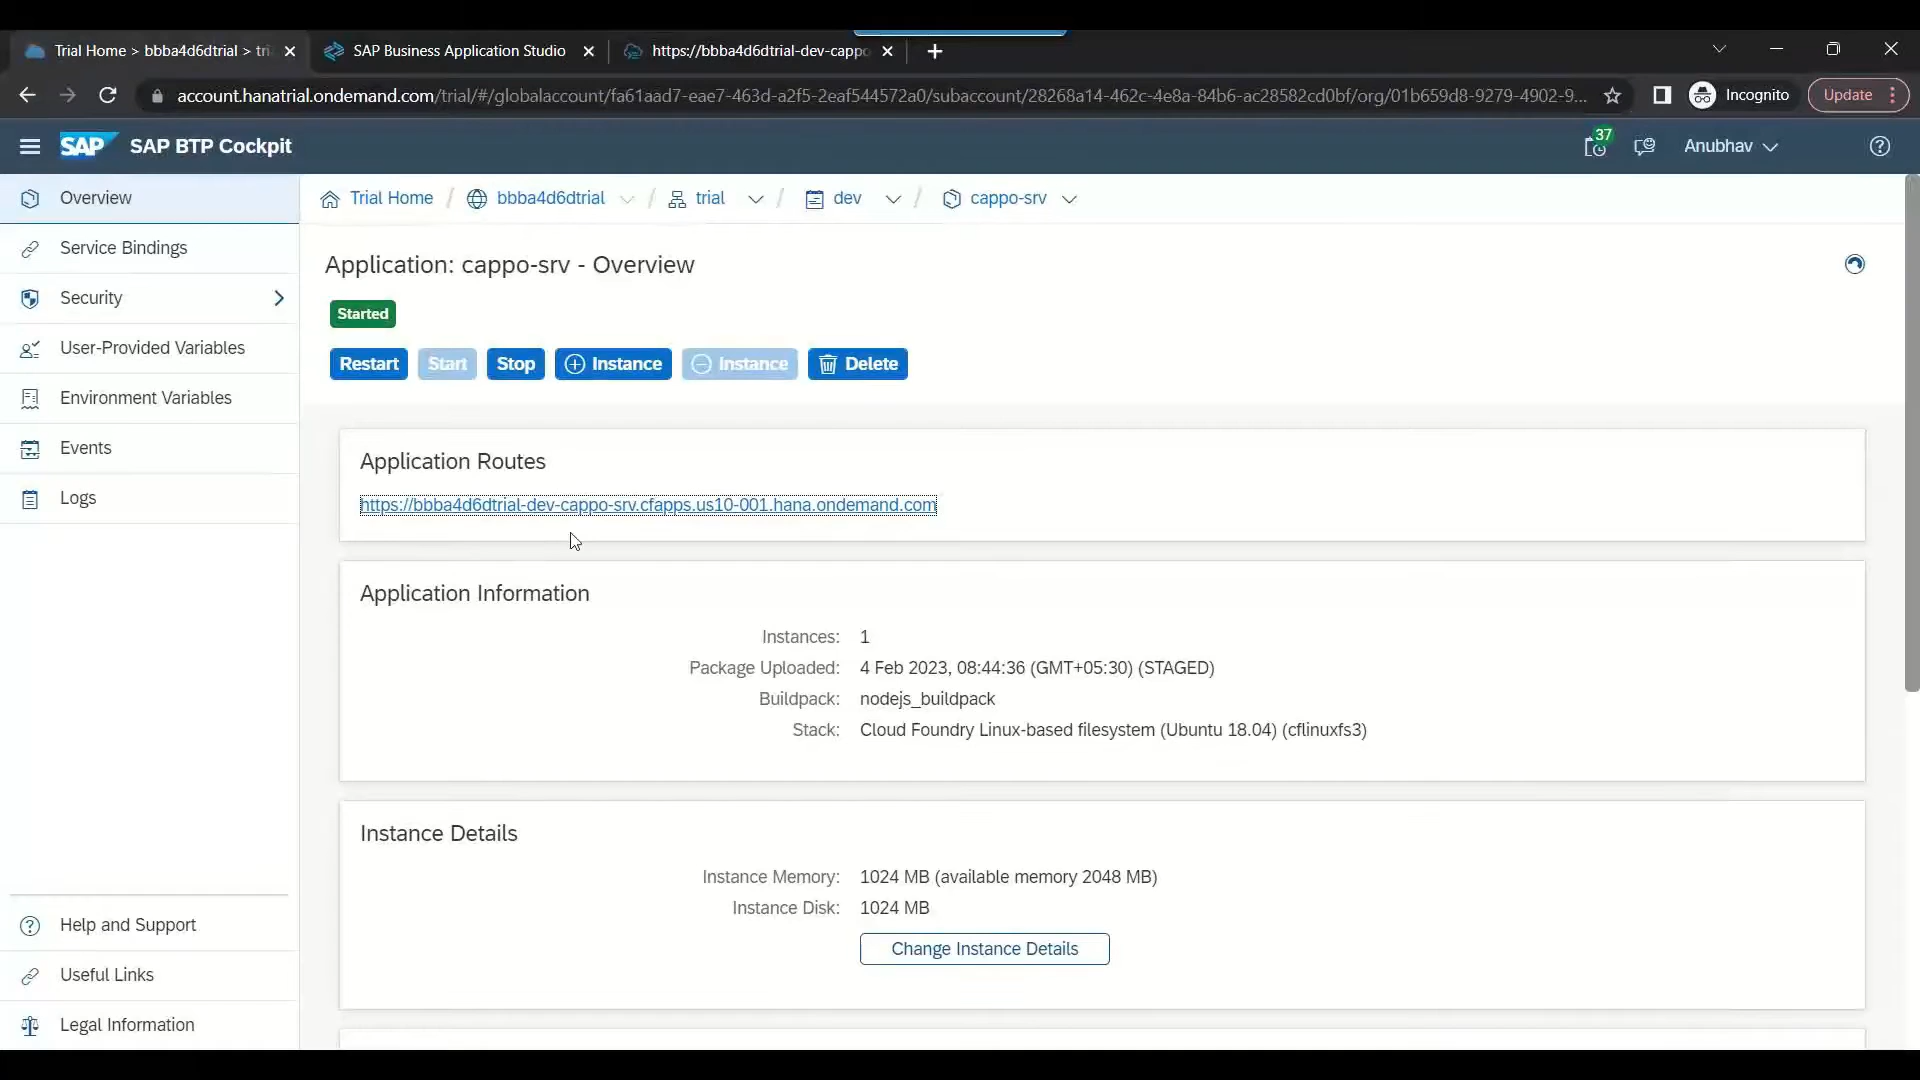 Trial Home > bbba4d6dtrial > tri
SAP Business Application Studio
https://bbba4d6dtrial-dev-cappo
account.hanatrial.ondemand.com/trial/#/globalaccount/fa61aad7-eae7-463d-a2f5-2eaf544572a0/subaccount/28268a14-462c-4e8a-84b6-ac28582cd0bf/org/01b659d8-9279-4902-9...
Incognito
Update
SAP
SAP BTP Cockpit
37
Anubhav
Overview
Service Bindings
Security
User-Provided Variables
Environment Variables
Events
Logs
Help and Support
Useful Links
Legal Information
Trial Home / bbba4d6dtrial / trial / dev / cappo-srv
Application: cappo-srv - Overview
Started
Restart
Start
Stop
Instance
Instance
Delete
Application Routes
https://bbba4d6dtrial-dev-cappo-srv.cfapps.us10-001.hana.ondemand.com
Application Information
Instances: 1
Package Uploaded: 4 Feb 2023, 08:44:36 (GMT+05:30) (STAGED)
Buildpack: nodejs_buildpack
Stack: Cloud Foundry Linux-based filesystem (Ubuntu 18.04) (cflinuxfs3)
Instance Details
Instance Memory: 1024 MB (available memory 2048 MB)
Instance Disk: 1024 MB
Change Instance Details